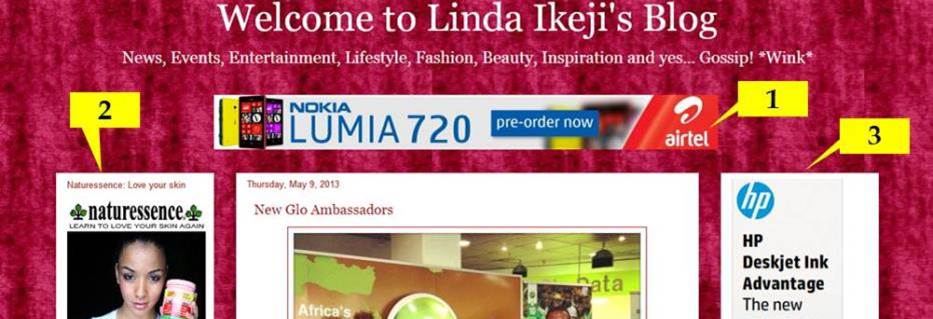 Welcome to Linda Ikeji's Blog
News, Events, Entertainment, Lifestyle, Fashion, Beauty, Inspiration and yes... Gossip! *Wink*
2
1
NOKIA
LUMIA 720
pre-order now
airtel
3
Naturessence: Love your skin
naturessence
LEARN TO LOVE YOUR SKIN AGAIN
Thursday, May 9, 2013
New Glo Ambassadors
Africa's
Data
hp
HP
Deskjet Ink
Advantage
The new